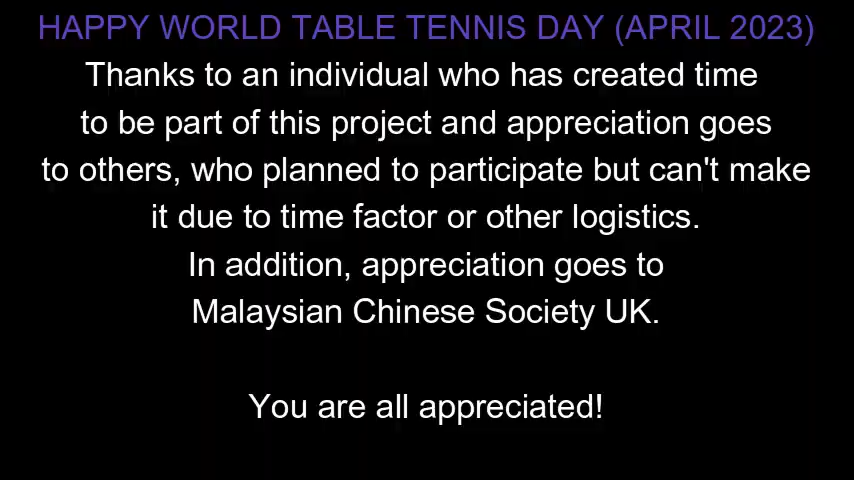 HAPPY WORLD TABLE TENNIS DAY (APRIL 2023)
Thanks to an individual who has created time
to be part of this project and appreciation goes
to others, who planned to participate but can't make
it due to time factor or other logistics.
In addition, appreciation goes to
Malaysian Chinese Society UK.
You are all appreciated!